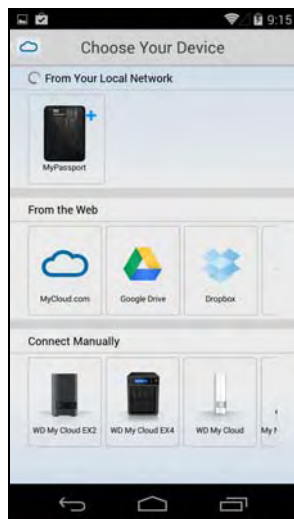 9:15
Choose Your Device
From Your Local Network
MyPassport
From the Web
MyCloud.com
Google Drive
Dropbox
Connect Manually
WD My Cloud EX2
WD My Cloud EX4
WD My Cloud